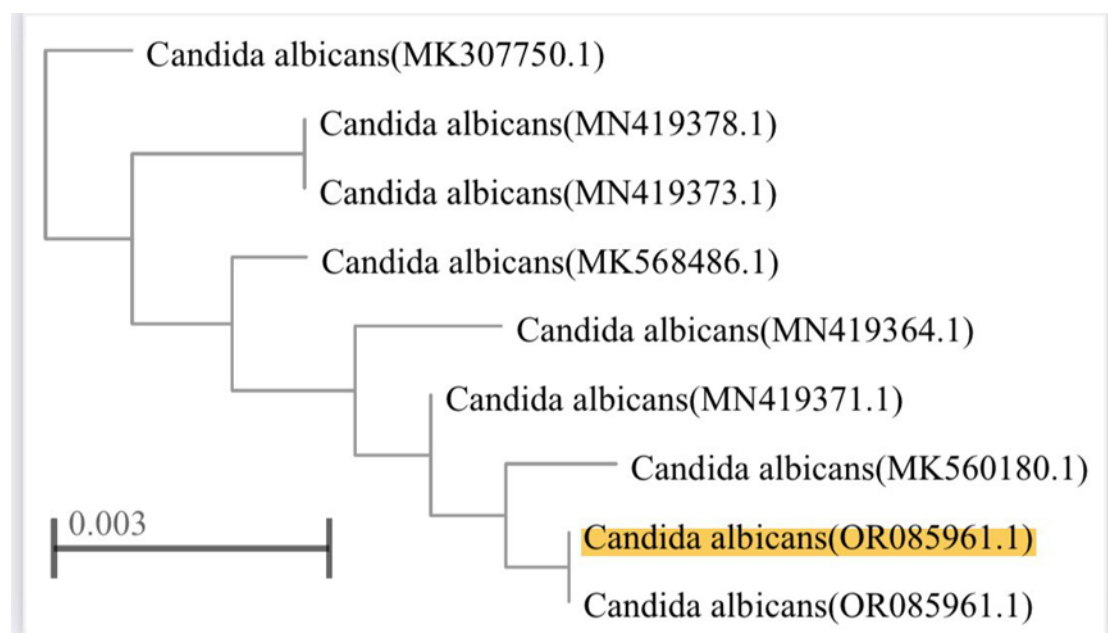 Candida albicans(MK307750.1)
Candida albicans(MN419378.1)
Candida albicans(MN419373.1)
Candida albicans(MK568486.1)
Candida albicans(MN419364.1)
Candida albicans(MN419371.1)
Candida albicans(MK560180.1)
0.003
Candida albicans(OR085961.1)
Candida albicans(OR085961.1)